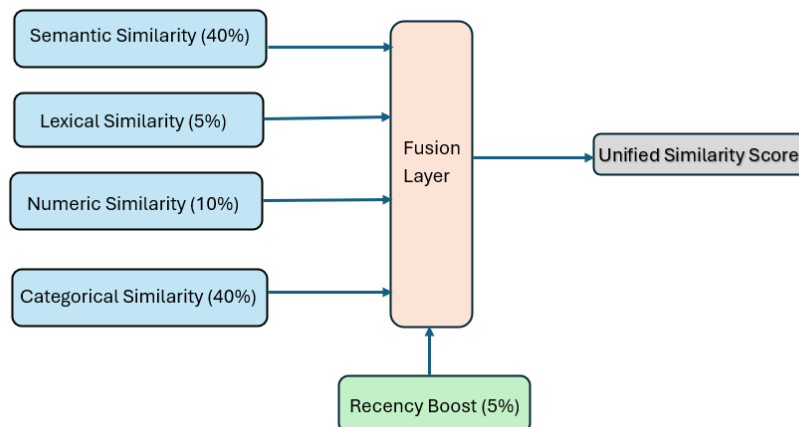 Semantic Similarity (40%)
Lexical Similarity (5%)
Numeric Similarity (10%)
Categorical Similarity (40%)
Fusion
Layer
Unified Similarity Score
Recency Boost (5%)